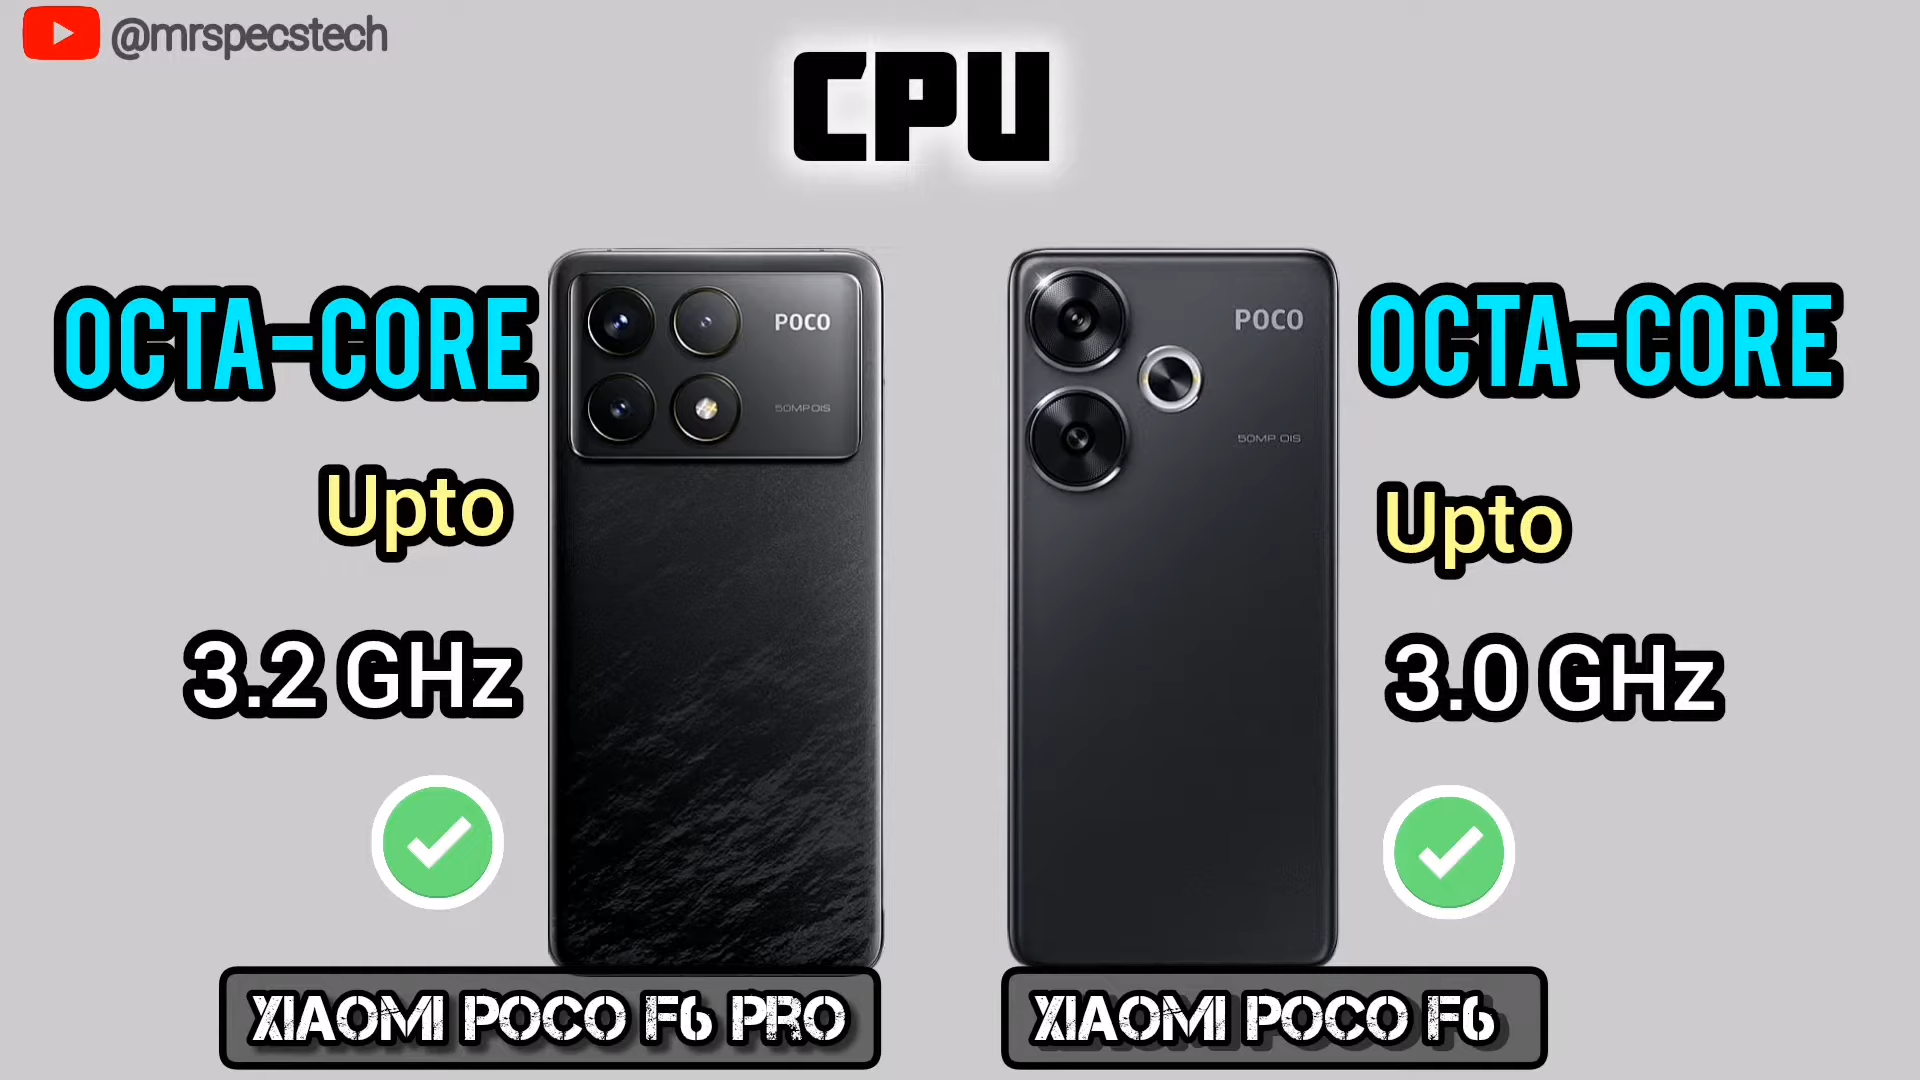 @mrspecstech
CPU
OCTA-CORE
Upto
3.2 GHz
POCO
50MP OIS
POCO
50MP OIS
OCTA-CORE
Upto
3.0 GHz
XIAOMI POCO F6 PRO
XIAOMI POCO F6